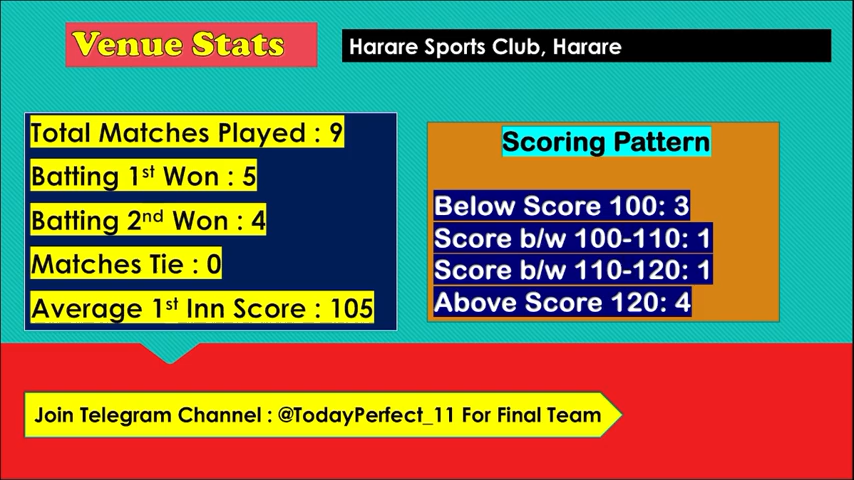 Venue Stats
Harare Sports Club, Harare
Total Matches Played : 9
Batting 1st Won : 5
Batting 2nd Won : 4
Matches Tie : 0
Average 1st Inn Score : 105
Scoring Pattern
Below Score 100: 3
Score b/w 100-110: 1
Score b/w 110-120: 1
Above Score 120: 4
Join Telegram Channel : @TodayPerfect_11 For Final Team